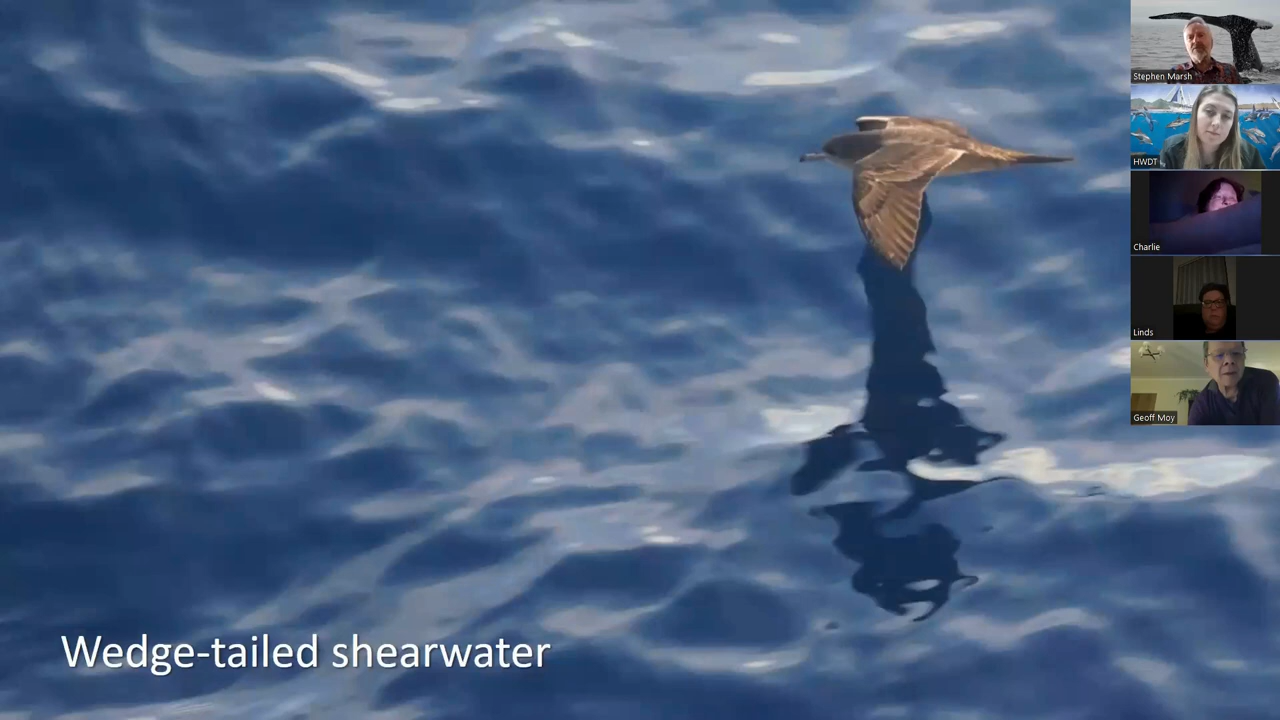 Stephen Marsh
HWDT
Charlie
Linds
Geoff Moy
Wedge-tailed shearwater